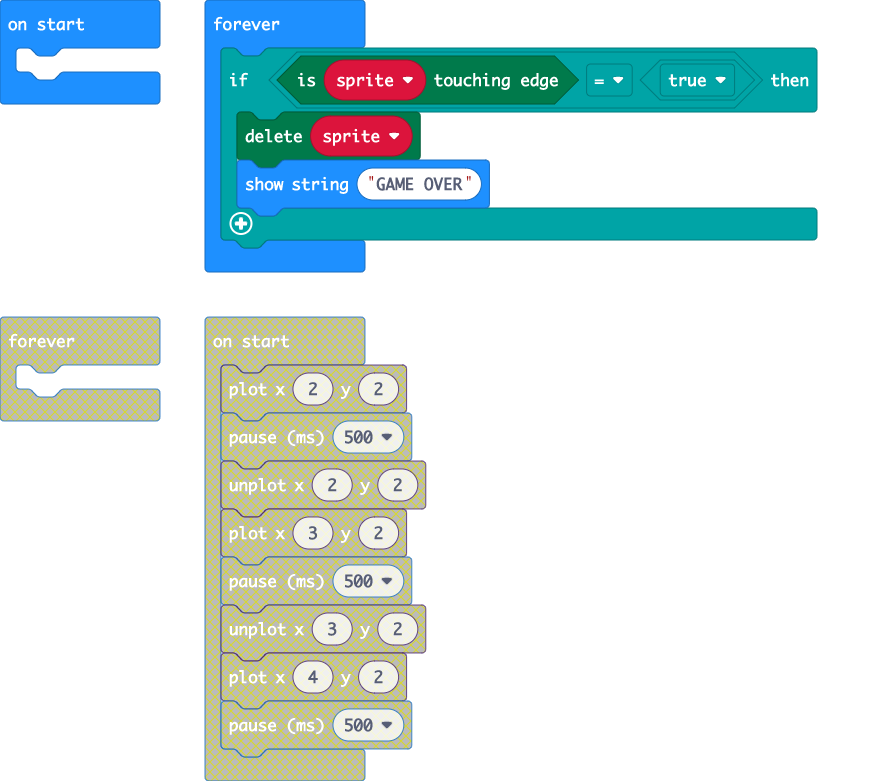 on start
forever
if is sprite touching edge = true then
delete sprite
show string "GAME OVER"
forever
on start
plot x 2 y 2
pause (ms) 500
unplot x 2 y 2
plot x 3 y 2
pause (ms) 500
unplot x 3 y 2
plot x 4 y 2
pause (ms) 500